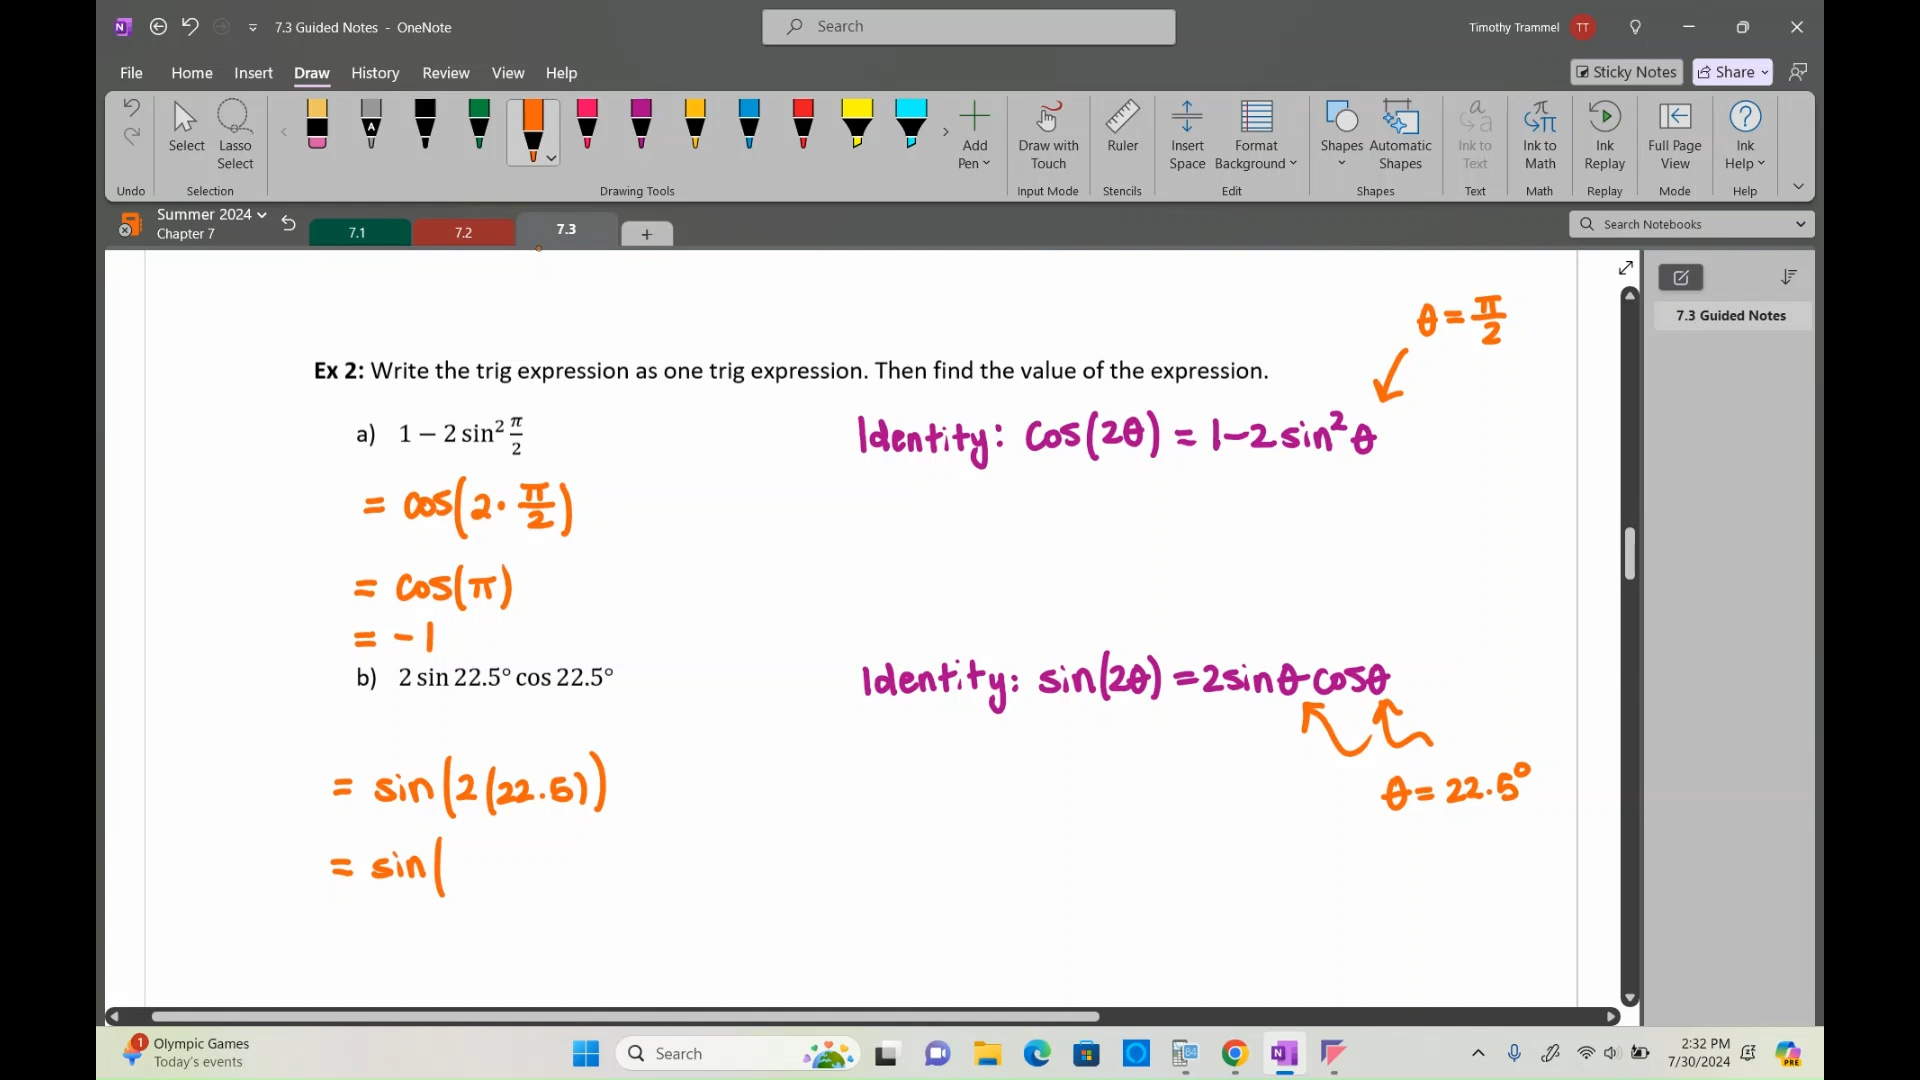 7.3 Guided Notes - OneNote
Search
Timothy Trammel TT
File Home Insert Draw History Review View Help
Sticky Notes Share
Select Lasso Select
Add Pen Draw with Touch Ruler Insert Space Format Background Shapes Automatic Shapes Ink to Text Ink to Math Ink Replay Full Page View Ink Help
Undo Selection Drawing Tools Input Mode Stencils Edit Shapes Text Math Replay Mode Help
Summer 2024
Chapter 7
7.1 7.2 7.3 +
Search Notebooks
7.3 Guided Notes
θ = π/2
Ex 2: Write the trig expression as one trig expression. Then find the value of the expression.
a) 1 − 2 sin² π/2
Identity: cos(2θ) = 1-2sin²θ
= cos(2·π/2)
= cos(π)
= -1
b) 2 sin 22.5° cos 22.5°
Identity: sin(2θ) = 2sinθcosθ
= sin(2(22.5))
θ = 22.5°
= sin(
1 Olympic Games
Today's events
Search
84
2:32 PM
7/30/2024
PRE